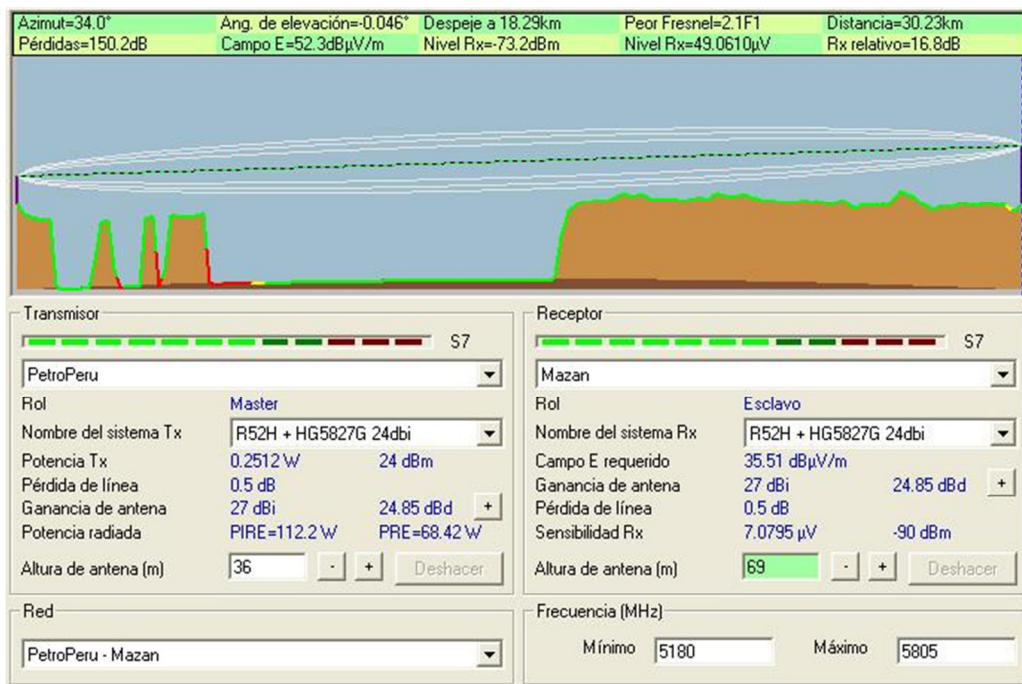 Azimut=34.0° Ang. de elevación=-0.046° Despeje a 18.29km Peor Fresnel=2.1F1 Distancia=30.23km
Pérdidas=150.2dB Campo E=52.3dBµV/m Nivel Rx=-73.2dBm Nivel Rx=49.0610µV Rx relativo=16.8dB
Transmisor
S7
PetroPeru
Rol Master
Nombre del sistema Tx R52H + HG5827G 24dbi
Potencia Tx 0.2512 W 24 dBm
Pérdida de línea 0.5 dB
Ganancia de antena 27 dBi 24.85 dBd +
Potencia radiada PIRE=112.2 W PRE=68.42 W
Altura de antena (m) 36 - + Deshacer
Receptor
S7
Mazan
Rol Esclavo
Nombre del sistema Rx R52H + HG5827G 24dbi
Campo E requerido 35.51 dBµV/m
Ganancia de antena 27 dBi 24.85 dBd +
Pérdida de línea 0.5 dB
Sensibilidad Rx 7.0795 µV -90 dBm
Altura de antena (m) 69 - + Deshacer
Red
PetroPeru - Mazan
Frecuencia (MHz)
Mínimo 5180 Máximo 5805